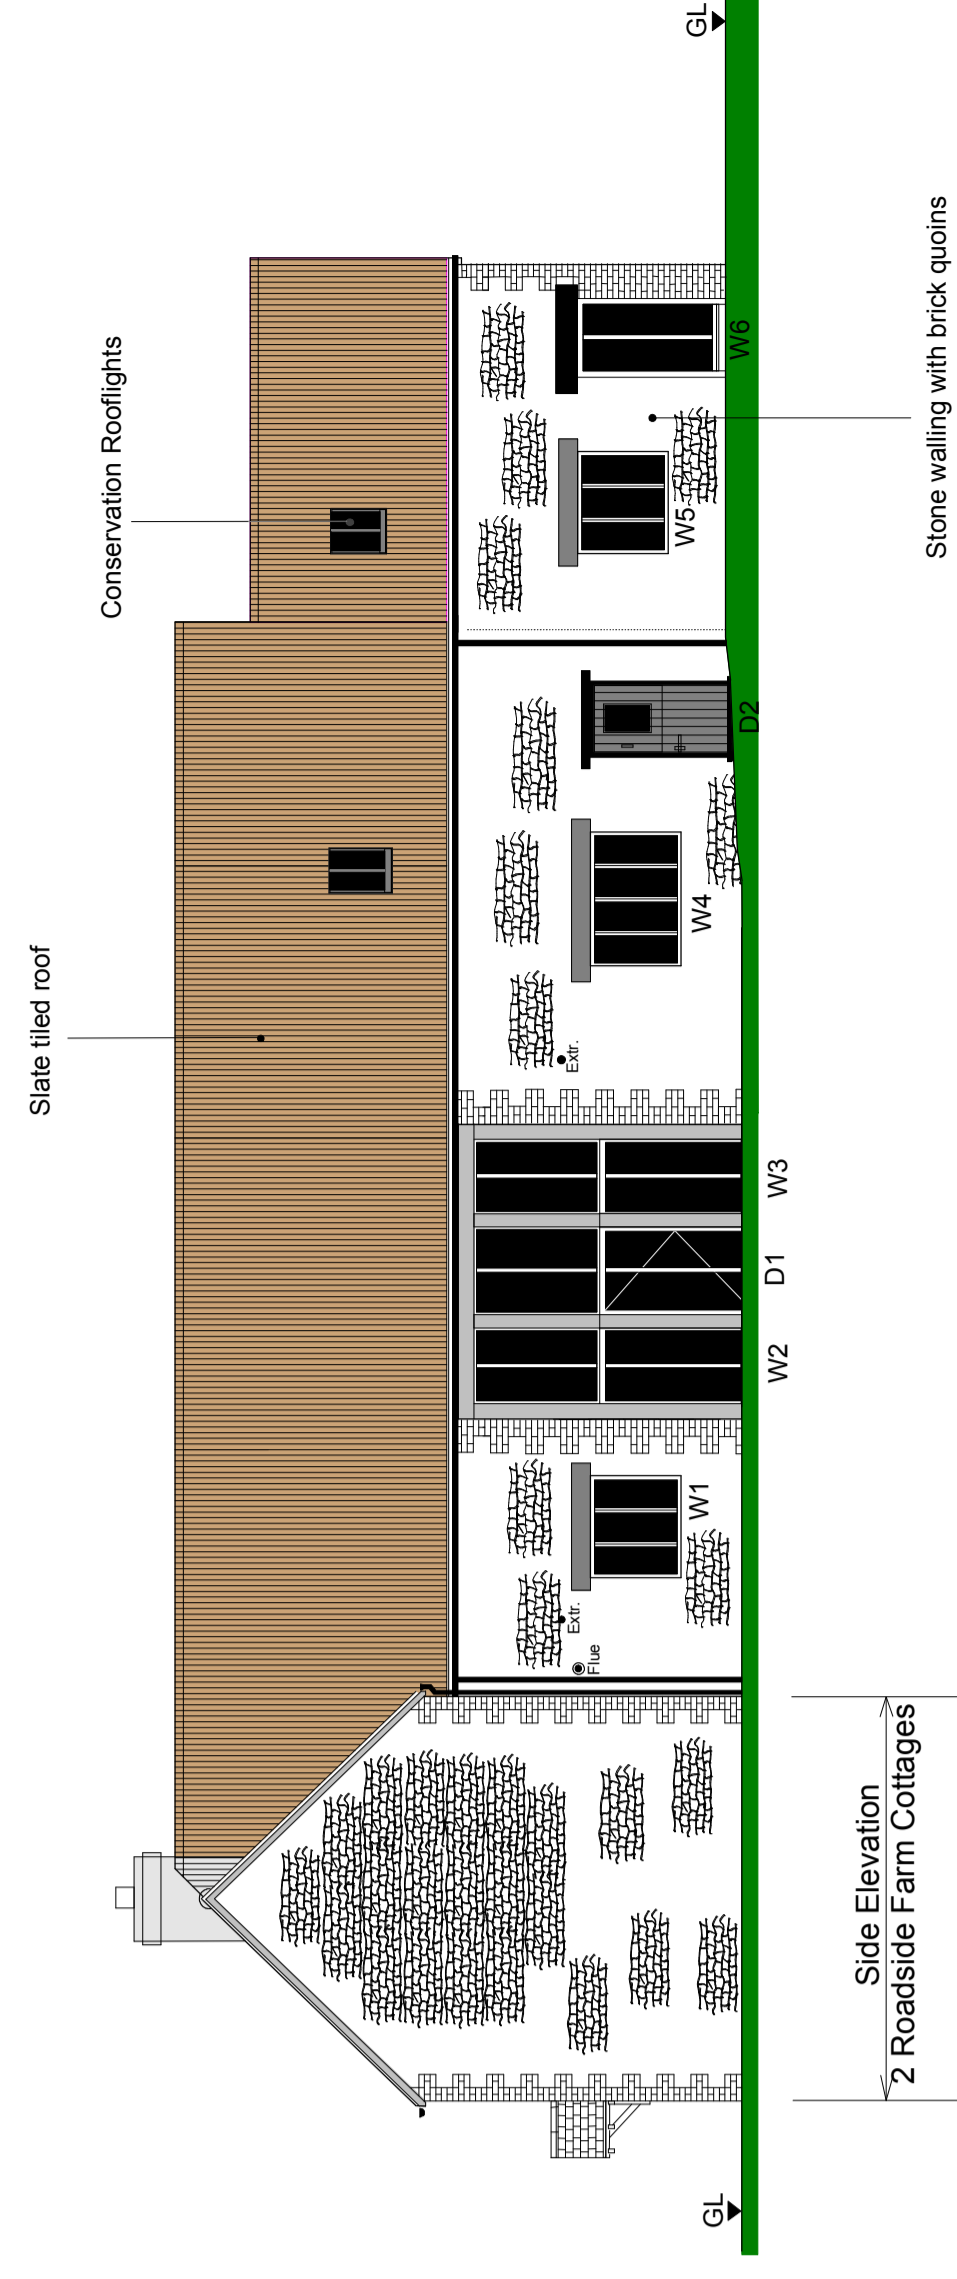 Slate tiled roof
Conservation Rooflights
GL
Flue
Extr.
W1
W2
D1
W3
Extr.
W4
D2
W5
W6
GL
Side Elevation
2 Roadside Farm Cottages
Stone walling with brick quoins